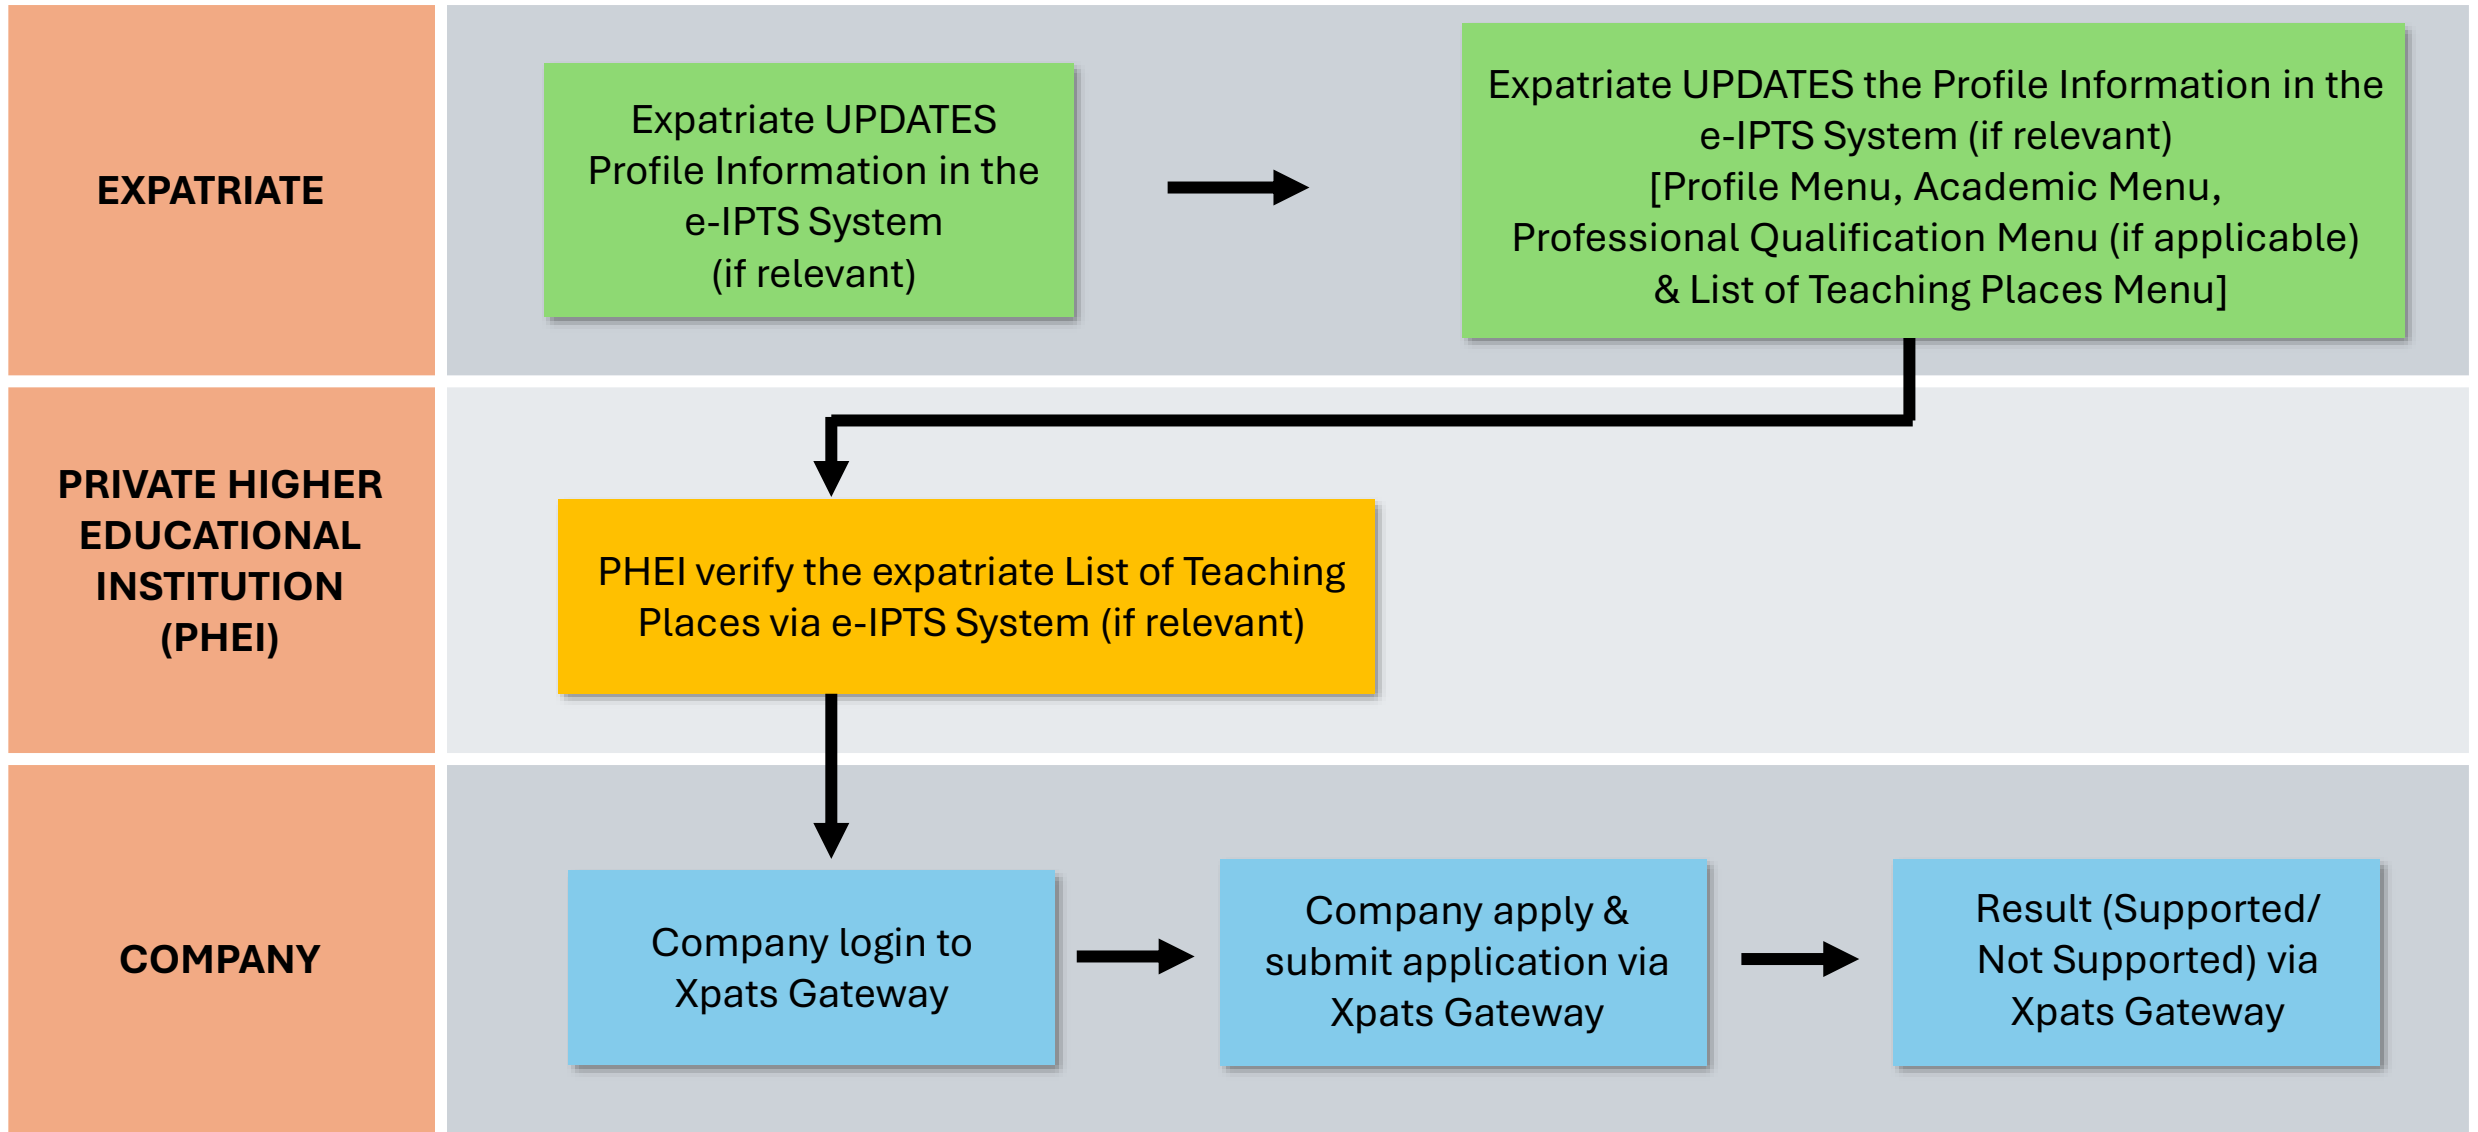 EXPATRIATE
Expatriate UPDATES
Profile Information in the
e-IPTS System
(if relevant)
Expatriate UPDATES the Profile Information in the
e-IPTS System (if relevant)
[Profile Menu, Academic Menu,
Professional Qualification Menu (if applicable)
& List of Teaching Places Menu]
PRIVATE HIGHER
EDUCATIONAL
INSTITUTION
(PHEI)
PHEI verify the expatriate List of Teaching
Places via e-IPTS System (if relevant)
COMPANY
Company login to
Xpats Gateway
Company apply &
submit application via
Xpats Gateway
Result (Supported/
Not Supported) via
Xpats Gateway